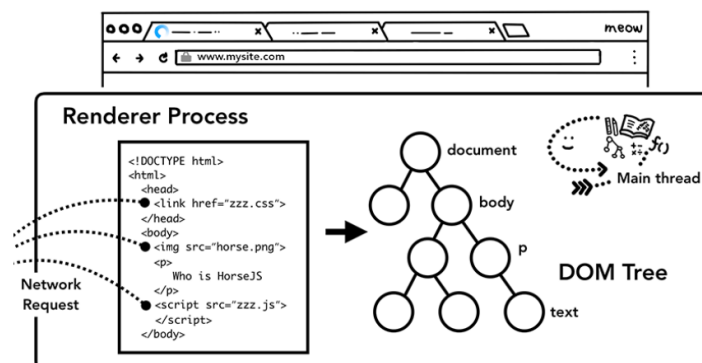 meow
www.mysite.com
Renderer Process
<!DOCTYPE html>
<html>
<head>
<link href="zzz.css">
</head>
<body>
<img src="horse.png">
<p>
Who is HorseJS
</p>
<script src="zzz.js">
</script>
</body>
Network
Request
document
body
p
text
DOM Tree
f()
Main thread